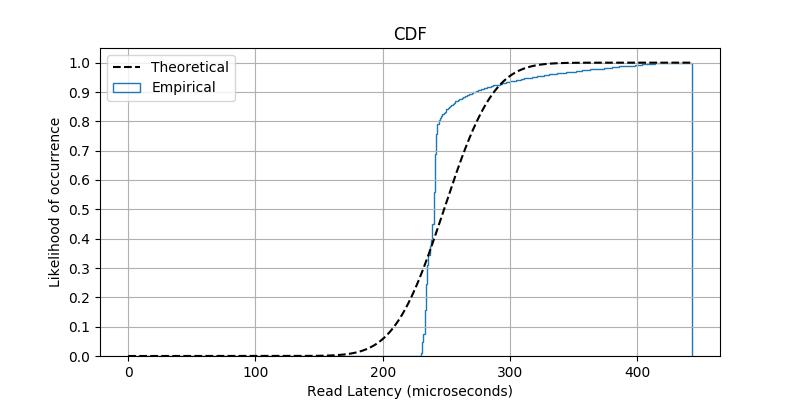 CDF
Theoretical
Empirical
1.0
0.9
0.8
0.7
0.6
0.5
0.4
0.3
0.2
0.1
0.0
Likelihood of occurrence
0 100 200 300 400
Read Latency (microseconds)